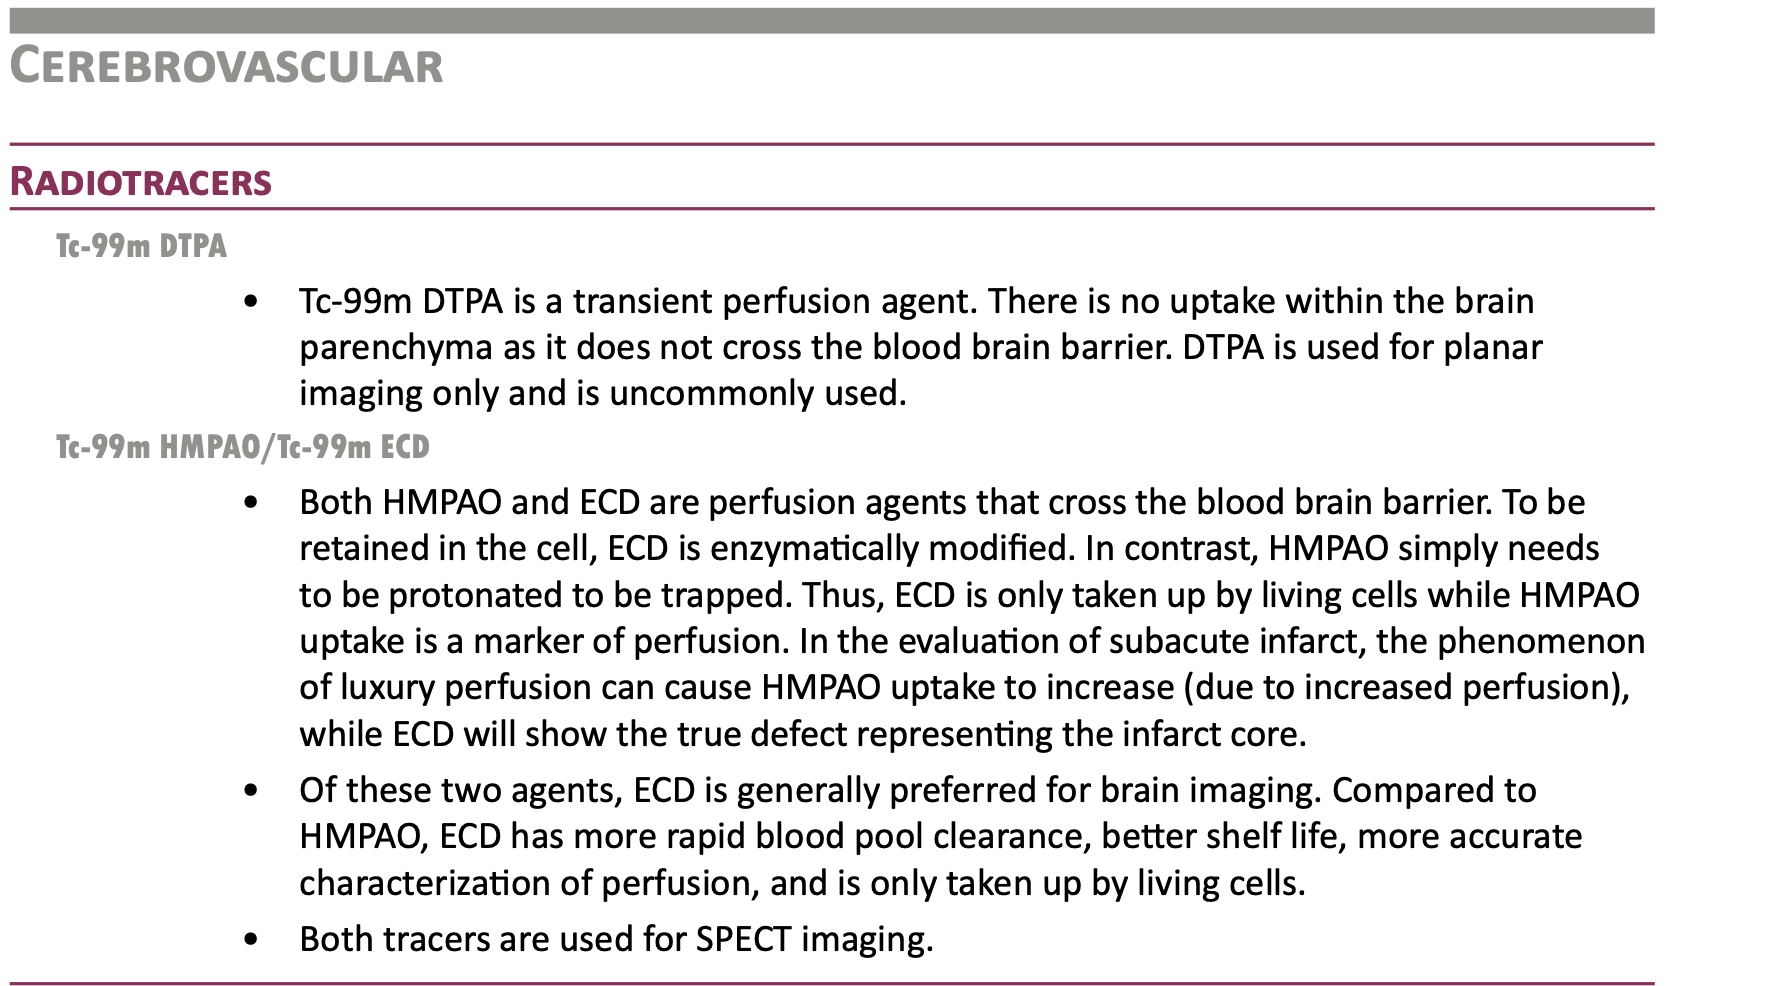 CEREBROVASCULAR
RADIOTRACERS
Tc-99m DTPA
• Tc-99m DTPA is a transient perfusion agent. There is no uptake within the brain
parenchyma as it does not cross the blood brain barrier. DTPA is used for planar
imaging only and is uncommonly used.
Tc-99m HMPAO/Tc-99m ECD
• Both HMPAO and ECD are perfusion agents that cross the blood brain barrier. To be
retained in the cell, ECD is enzymatically modified. In contrast, HMPAO simply needs
to be protonated to be trapped. Thus, ECD is only taken up by living cells while HMPAO
uptake is a marker of perfusion. In the evaluation of subacute infarct, the phenomenon
of luxury perfusion can cause HMPAO uptake to increase (due to increased perfusion),
while ECD will show the true defect representing the infarct core.
• Of these two agents, ECD is generally preferred for brain imaging. Compared to
HMPAO, ECD has more rapid blood pool clearance, better shelf life, more accurate
characterization of perfusion, and is only taken up by living cells.
• Both tracers are used for SPECT imaging.